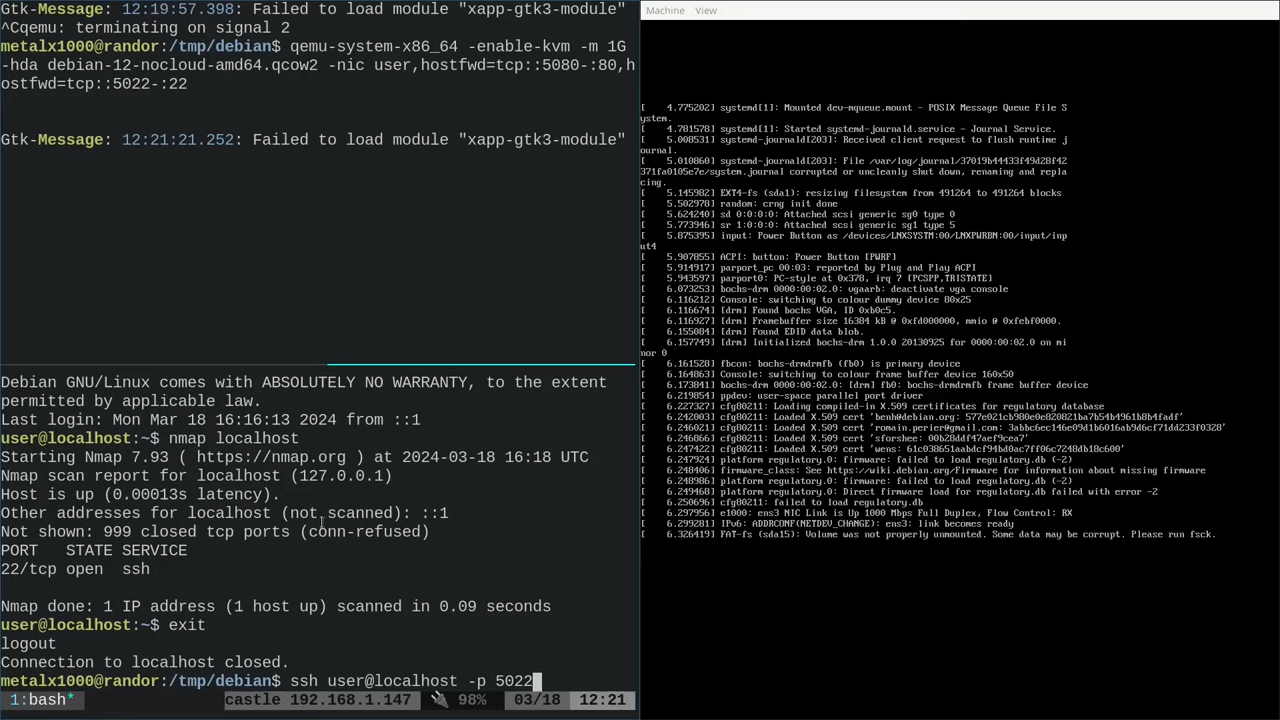 Gtk-Message: 12:19:57.398: Failed to load module "xapp-gtk3-module"
^Cqemu: terminating on signal 2
metalx1000@randor:/tmp/debian$ qemu-system-x86_64 -enable-kvm -m 1G
-hda debian-12-nocloud-amd64.qcow2 -nic user,hostfwd=tcp::5080-:80,h
ostfwd=tcp::5022-:22
Gtk-Message: 12:21:21.252: Failed to load module "xapp-gtk3-module"
Debian GNU/Linux comes with ABSOLUTELY NO WARRANTY, to the extent
permitted by applicable law.
Last login: Mon Mar 18 16:16:13 2024 from ::1
user@localhost:~$ nmap localhost
Starting Nmap 7.93 ( https://nmap.org ) at 2024-03-18 16:18 UTC
Nmap scan report for localhost (127.0.0.1)
Host is up (0.00013s latency).
Other addresses for localhost (not scanned): ::1
Not shown: 999 closed tcp ports (conn-refused)
PORT   STATE SERVICE
22/tcp open  ssh
Nmap done: 1 IP address (1 host up) scanned in 0.09 seconds
user@localhost:~$ exit
logout
Connection to localhost closed.
metalx1000@randor:/tmp/debian$ ssh user@localhost -p 5022
1:bash* castle 192.168.1.147 98% 03/18 12:21
Machine View
[    4.775202] systemd[1]: Mounted dev-mqueue.mount - POSIX Message Queue File S
ystem.
[    4.781578] systemd[1]: Started systemd-journald.service - Journal Service.
[    5.008531] systemd-journald[203]: Received client request to flush runtime j
ournal.
[    5.010860] systemd-journald[203]: File /var/log/journal/37019b44433f49d28f42
371fa0105e7e/system.journal corrupted or uncleanly shut down, renaming and repla
cing.
[    5.145982] EXT4-fs (sda1): resizing filesystem from 491264 to 491264 blocks
[    5.502978] random: crng init done
[    5.624240] sd 0:0:0:0: Attached scsi generic sg0 type 0
[    5.773946] sr 1:0:0:0: Attached scsi generic sg1 type 5
[    5.875395] input: Power Button as /devices/LNXSYSTM:00/LNXPWRBN:00/input/inp
ut4
[    5.907855] ACPI: button: Power Button [PWRF]
[    5.914917] parport_pc 00:03: reported by Plug and Play ACPI
[    5.943597] parport0: PC-style at 0x378, irq 7 [PCSPP,TRISTATE]
[    6.073253] bochs-drm 0000:00:02.0: vgaarb: deactivate vga console
[    6.116212] Console: switching to colour dummy device 80x25
[    6.116674] [drm] Found bochs VGA, ID 0xb0c5.
[    6.116927] [drm] Framebuffer size 16384 kB @ 0xfd000000, mmio @ 0xfebf0000.
[    6.155084] [drm] Found EDID data blob.
[    6.157749] [drm] Initialized bochs-drm 1.0.0 20130925 for 0000:00:02.0 on mi
nor 0
[    6.161528] fbcon: bochs-drmdrmfb (fb0) is primary device
[    6.164863] Console: switching to colour frame buffer device 160x50
[    6.173841] bochs-drm 0000:00:02.0: [drm] fb0: bochs-drmdrmfb frame buffer device
[    6.219854] ppdev: user-space parallel port driver
[    6.227327] cfg80211: Loading compiled-in X.509 certificates for regulatory database
[    6.242003] cfg80211: Loaded X.509 cert 'benh@debian.org: 577e021cb980e0e820821ba7b54b4961b8b4fadf'
[    6.246021] cfg80211: Loaded X.509 cert 'romain.perier@gmail.com: 3abbc6ec146e09d1b6016ab9d6cf71dd233f0328'
[    6.246866] cfg80211: Loaded X.509 cert 'sforshee: 00b28ddf47aef9cea7'
[    6.247422] cfg80211: Loaded X.509 cert 'wens: 61c038651aabdcf94bd0ac7ff06c7248db18c600'
[    6.247924] platform regulatory.0: firmware: failed to load regulatory.db (-2)
[    6.248406] firmware_class: See https://wiki.debian.org/Firmware for information about missing firmware
[    6.248986] platform regulatory.0: firmware: failed to load regulatory.db (-2)
[    6.249468] platform regulatory.0: Direct firmware load for regulatory.db failed with error -2
[    6.250696] cfg80211: failed to load regulatory.db
[    6.297956] e1000: ens3 NIC Link is Up 1000 Mbps Full Duplex, Flow Control: RX
[    6.299281] IPv6: ADDRCONF(NETDEV_CHANGE): ens3: link becomes ready
[    6.326419] FAT-fs (sda15): Volume was not properly unmounted. Some data may be corrupt. Please run fsck.